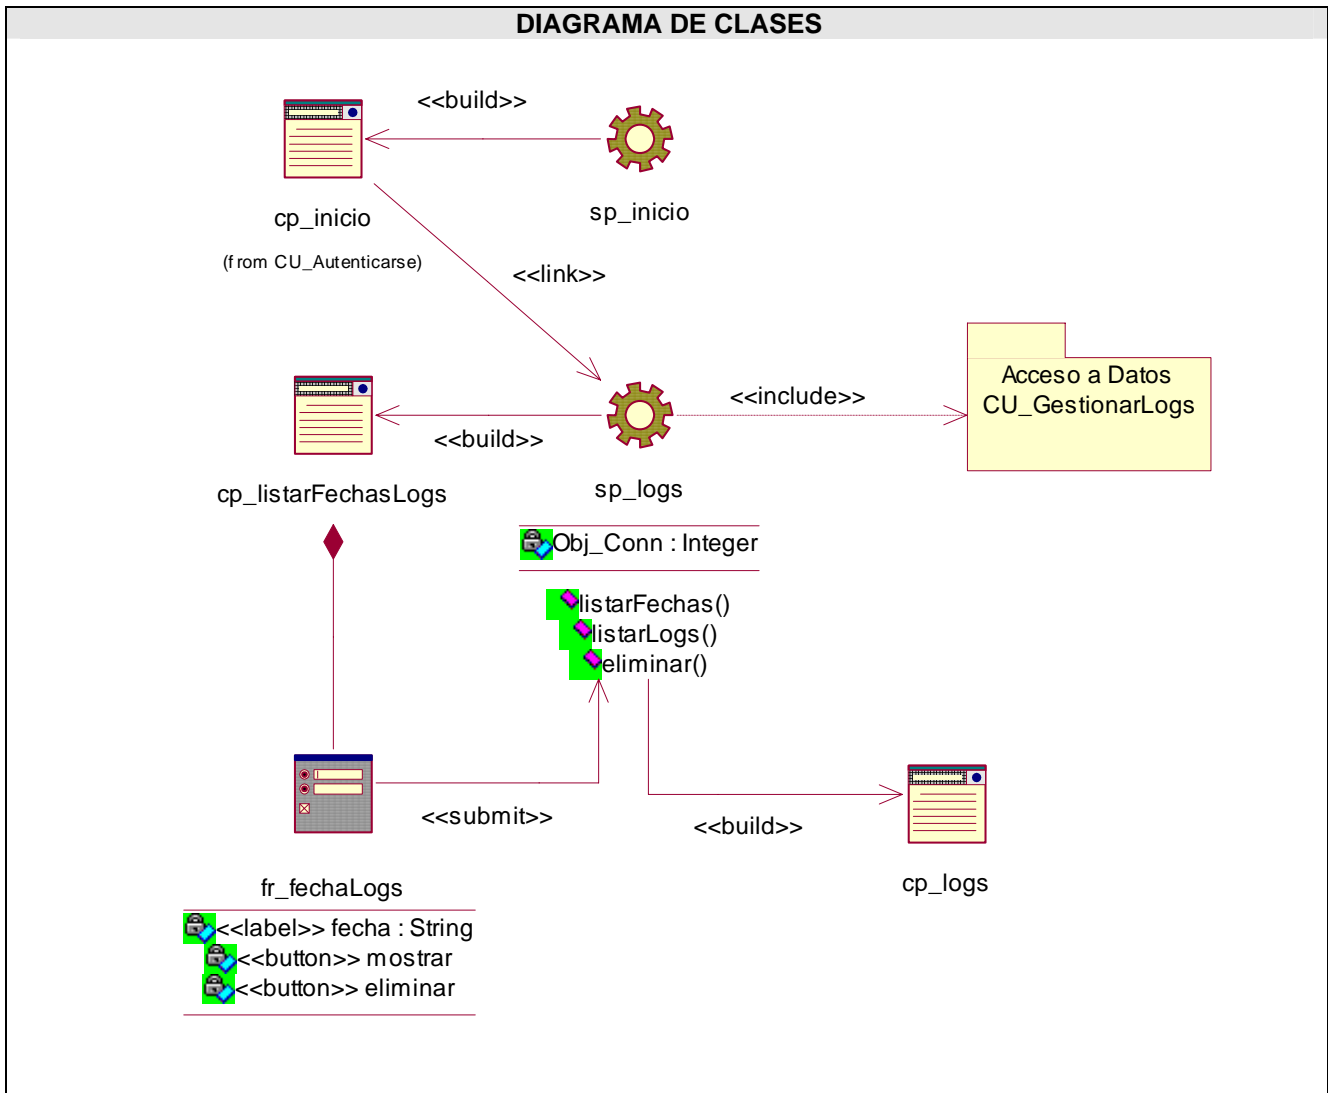 DIAGRAMA DE CLASES
<<build>>
cp_inicio
sp_inicio
(from CU_Autenticarse)
<<link>>
Acceso a Datos
CU_GestionarLogs
<<include>>
<<build>>
cp_listarFechasLogs
sp_logs
Obj_Conn : Integer
listarFechas()
listarLogs()
eliminar()
<<submit>>
<<build>>
fr_fechaLogs
cp_logs
<<label>> fecha : String
<<button>> mostrar
<<button>> eliminar